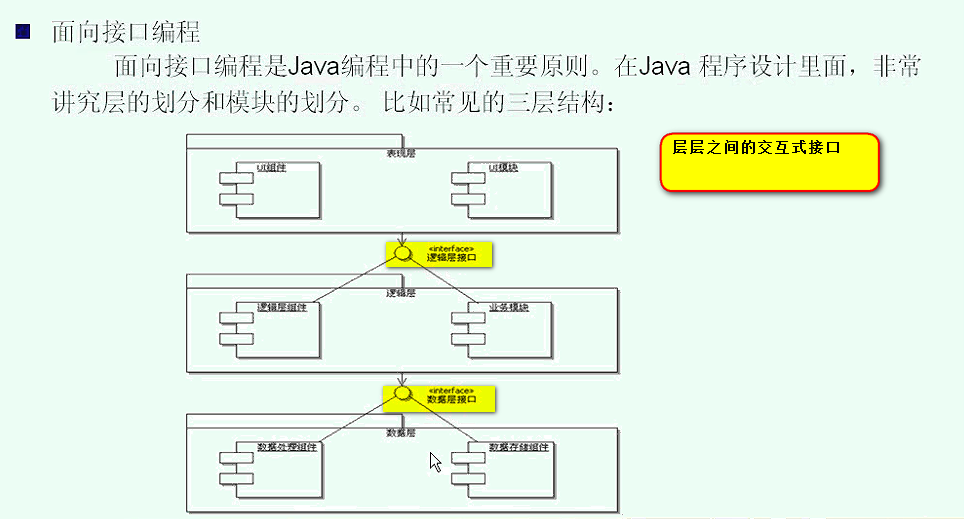 面向接口编程
面向接口编程是Java编程中的一个重要原则。在Java 程序设计里面，非常
讲究层的划分和模块的划分。 比如常见的三层结构：
层层之间的交互式接口
表现层
UI组件
UI模块
«interface»
逻辑层接口
逻辑层
逻辑层组件
业务模块
«interface»
数据层接口
数据层
数据处理组件
数据存储组件